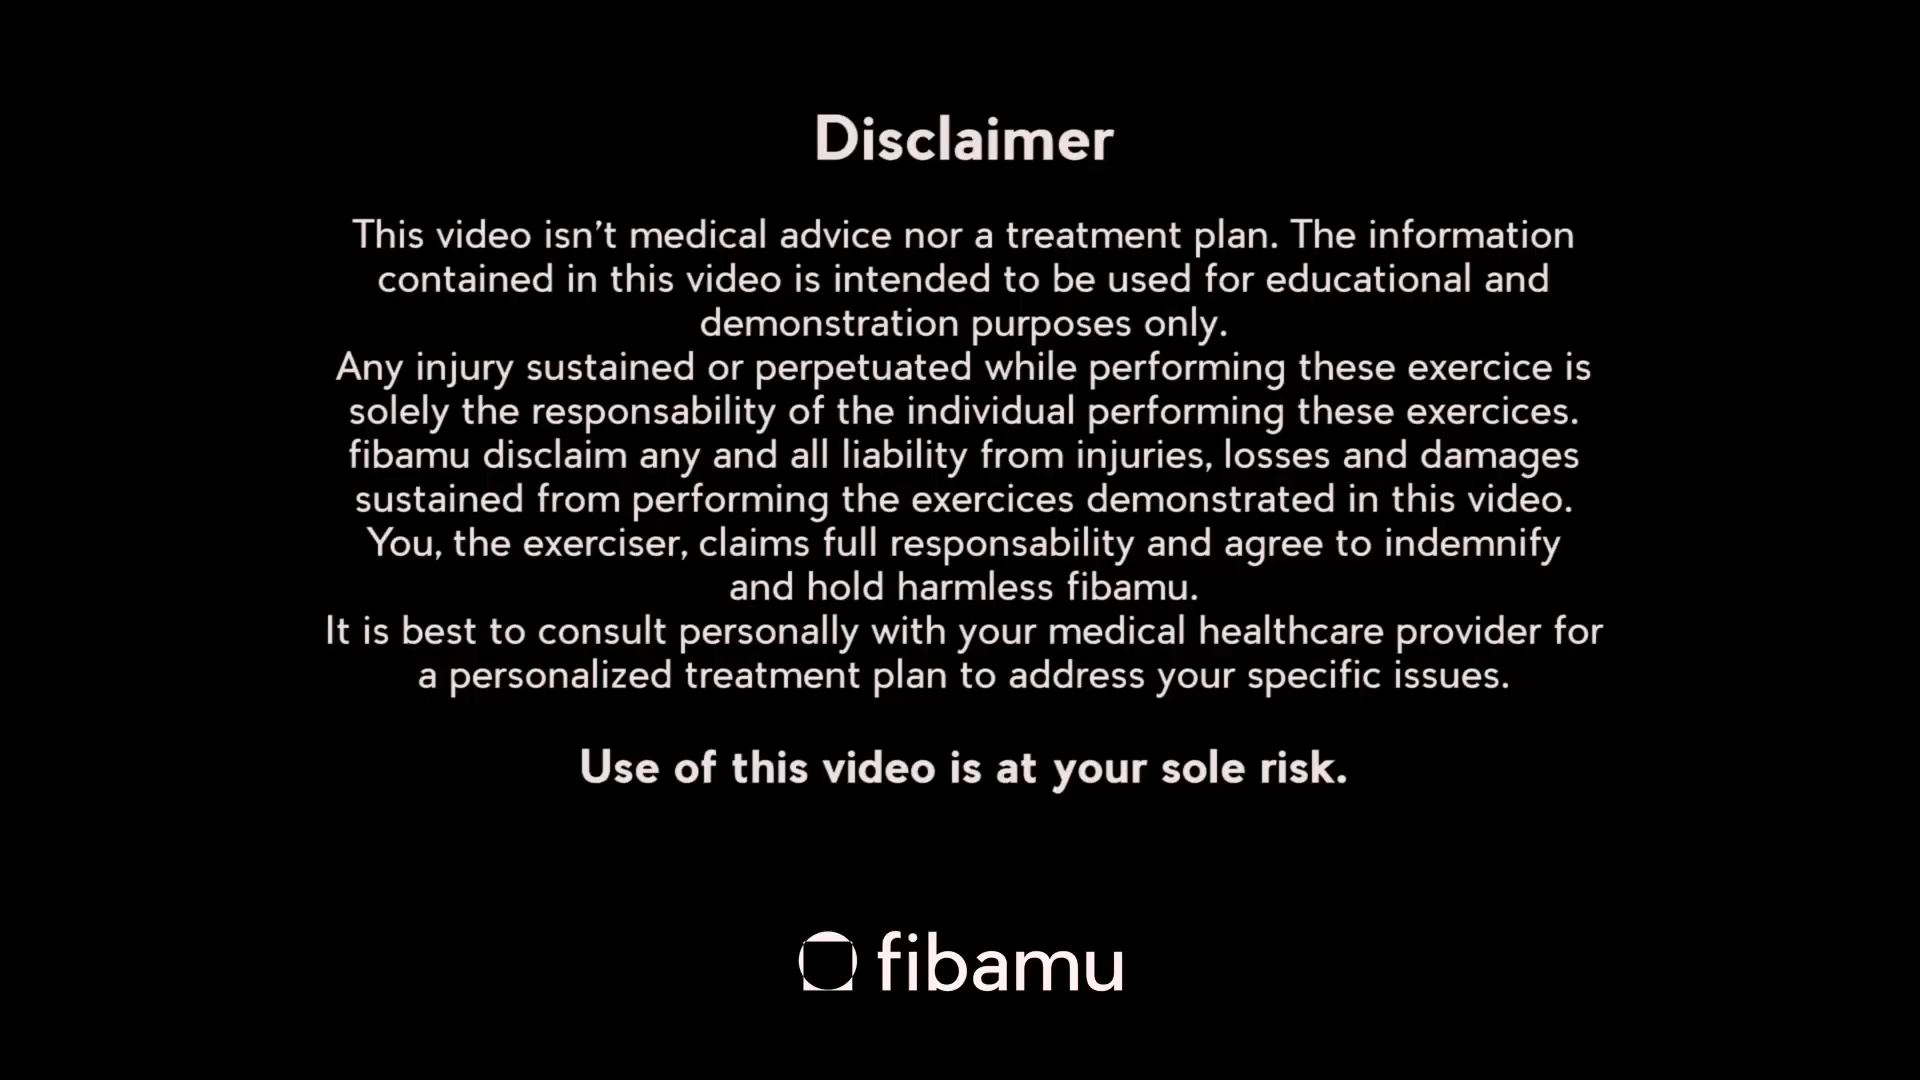 Disclaimer
This video isn’t medical advice nor a treatment plan. The information
contained in this video is intended to be used for educational and
demonstration purposes only.
Any injury sustained or perpetuated while performing these exercice is
solely the responsability of the individual performing these exercices.
fibamu disclaim any and all liability from injuries, losses and damages
sustained from performing the exercices demonstrated in this video.
You, the exerciser, claims full responsability and agree to indemnify
and hold harmless fibamu.
It is best to consult personally with your medical healthcare provider for
a personalized treatment plan to address your specific issues.
Use of this video is at your sole risk.
fibamu